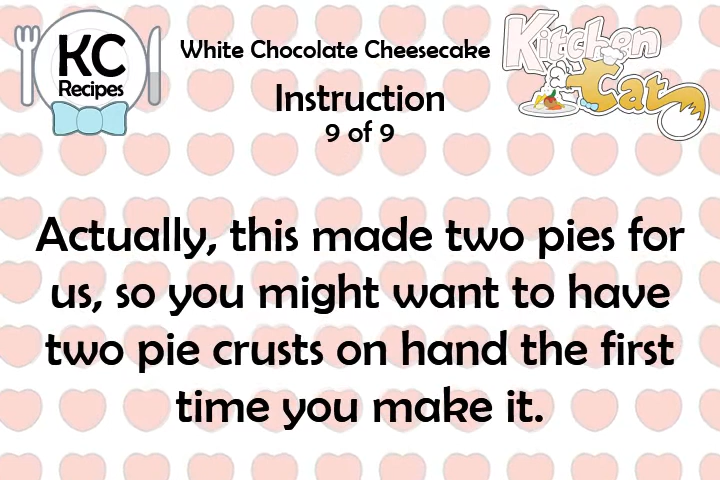 KC
Recipes
White Chocolate Cheesecake
Instruction
9 of 9
Kitchen
Cat
Actually, this made two pies for
us, so you might want to have
two pie crusts on hand the first
time you make it.